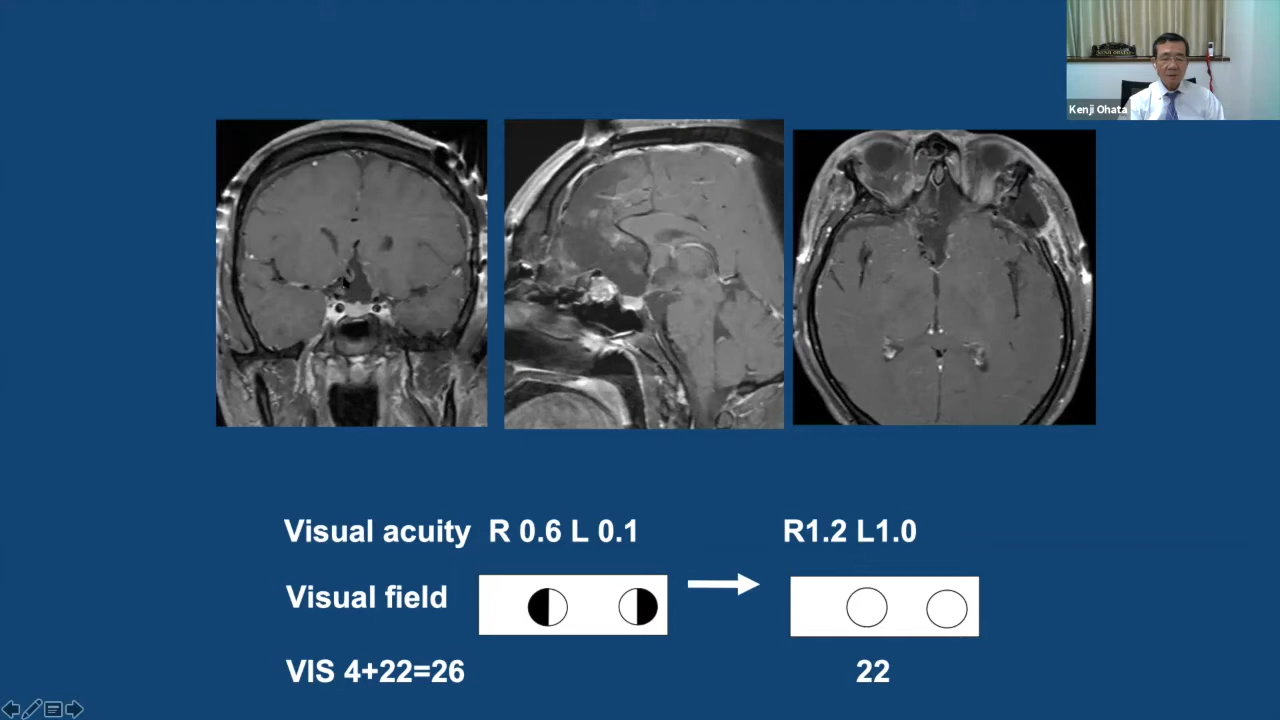 Kenji Ohata
Visual acuity R 0.6 L 0.1
R1.2 L1.0
Visual field
VIS 4+22=26
22